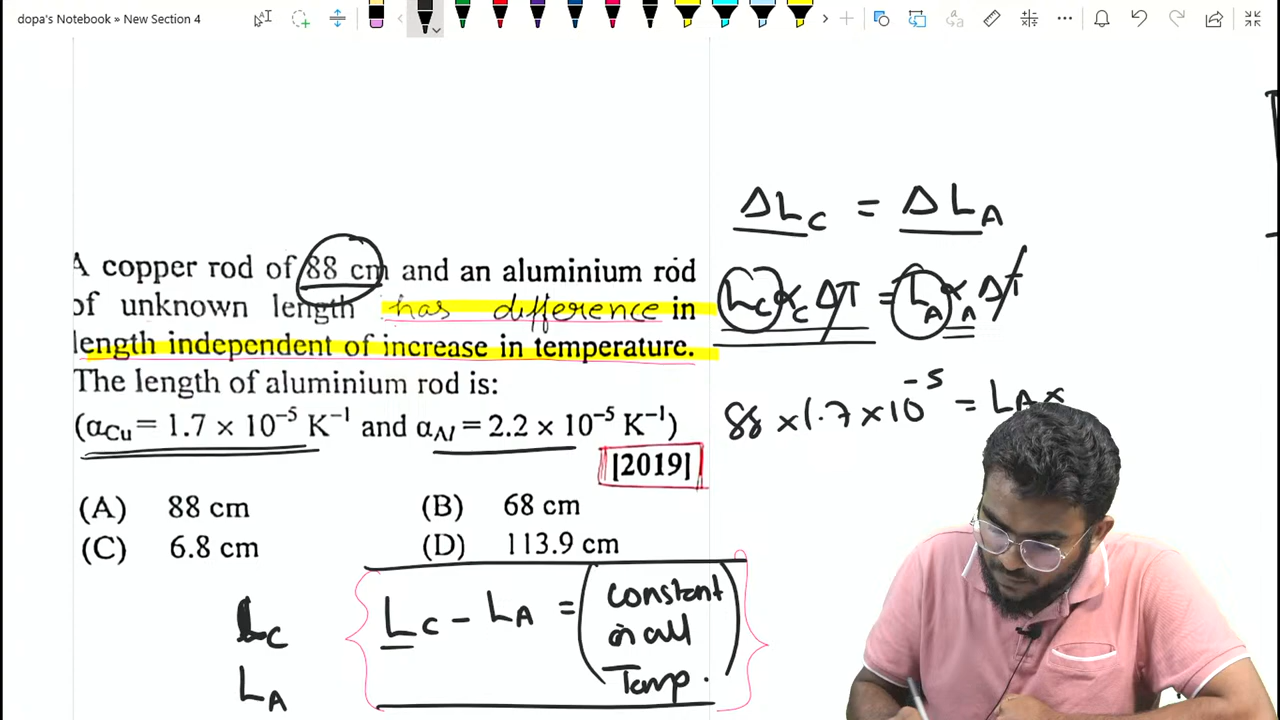 dopa's Notebook » New Section 4
A copper rod of 88 cm and an aluminium rod
of unknown length has difference in
length independent of increase in temperature.
The length of aluminium rod is:
(αCu = 1.7 × 10⁻⁵ K⁻¹ and αAl = 2.2 × 10⁻⁵ K⁻¹)
[2019]
(A) 88 cm (B) 68 cm
(C) 6.8 cm (D) 113.9 cm
LC
LA
LC - LA = (constant
in all
Temp.)
ΔLC = ΔLA
LC αC ΔT = LA αA ΔT
88 × 1.7 × 10⁻⁵ = LA ×